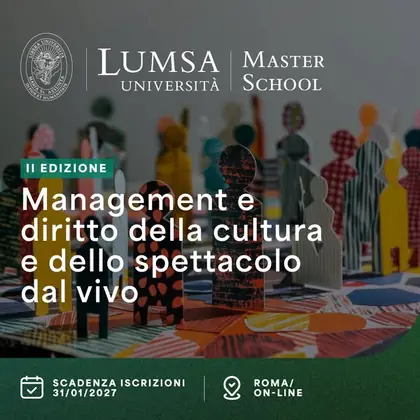 LUMSA
UNIVERSITÀ
MASTER
SCHOOL
II EDIZIONE
Management e
diritto della cultura
e dello spettacolo
dal vivo
SCADENZA ISCRIZIONI
31/01/2027
ROMA/
ON-LINE